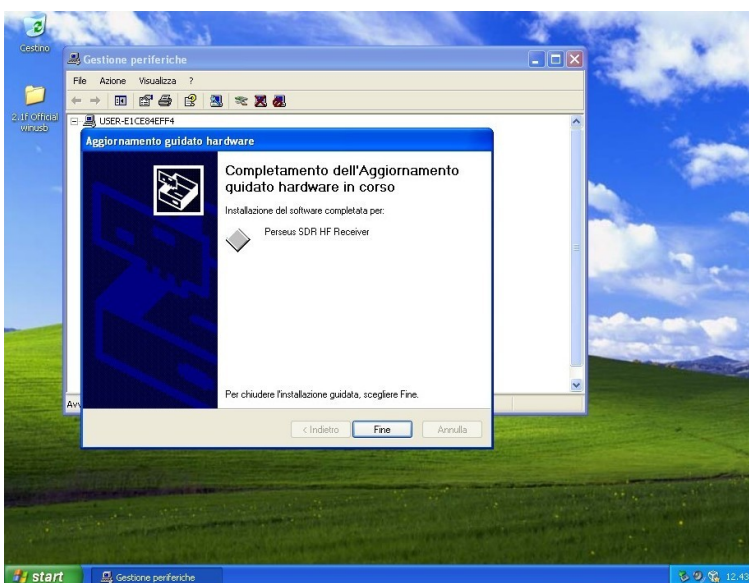 Cestino
Gestione periferiche
File Azione Visualizza ?
2.1f Official
winusb
USER-E1CE84EFF4
Aggiornamento guidato hardware
Completamento dell'Aggiornamento
guidato hardware in corso
Installazione del software completata per:
Perseus SDR HF Receiver
Per chiudere l'installazione guidata, scegliere Fine.
Avv
< Indietro Fine Annulla
start Gestione periferiche 12.43